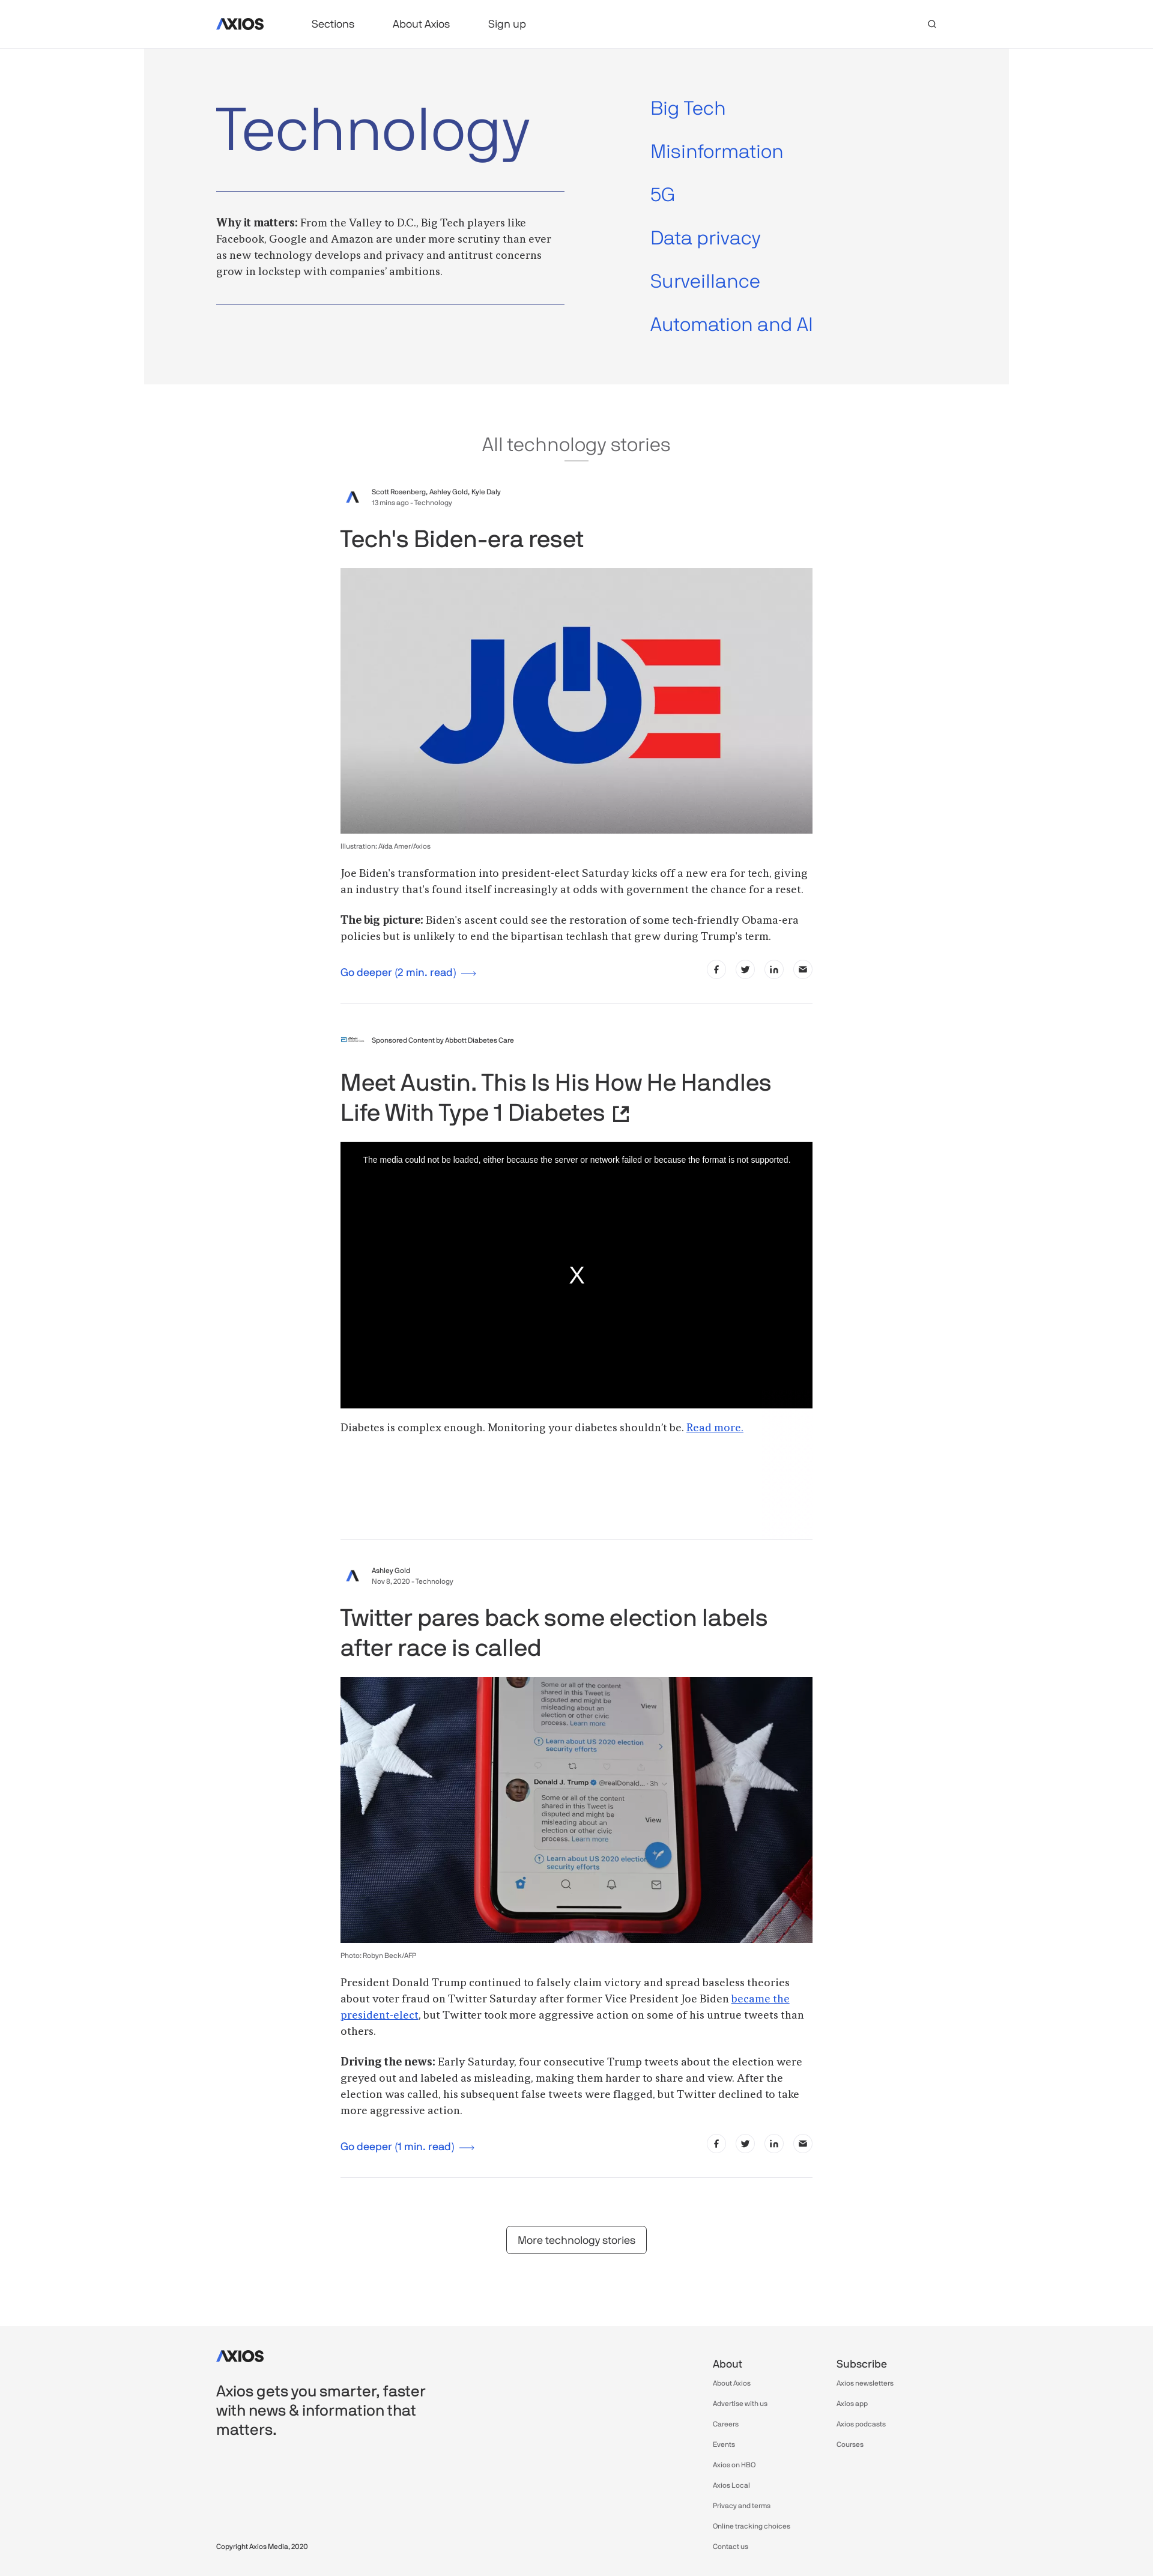 AXIOS
Sections
About Axios
Sign up
Technology
Why it matters: From the Valley to D.C., Big Tech players like
Facebook, Google and Amazon are under more scrutiny than ever
as new technology develops and privacy and antitrust concerns
grow in lockstep with companies' ambitions.
Big Tech
Misinformation
5G
Data privacy
Surveillance
Automation and AI
All technology stories
Scott Rosenberg, Ashley Gold, Kyle Daly
13 mins ago - Technology
Tech's Biden-era reset
JOE
Illustration: Aïda Amer/Axios
Joe Biden's transformation into president-elect Saturday kicks off a new era for tech, giving
an industry that's found itself increasingly at odds with government the chance for a reset.
The big picture: Biden's ascent could see the restoration of some tech-friendly Obama-era
policies but is unlikely to end the bipartisan techlash that grew during Trump's term.
Go deeper (2 min. read)
Sponsored Content by Abbott Diabetes Care
Meet Austin. This Is His How He Handles
Life With Type 1 Diabetes
The media could not be loaded, either because the server or network failed or because the format is not supported.
X
Diabetes is complex enough. Monitoring your diabetes shouldn't be. Read more.
Ashley Gold
Nov 8, 2020 - Technology
Twitter pares back some election labels
after race is called
Some or all of the content
shared in this Tweet is
disputed and might be
misleading about an
election or other civic
process. Learn more
View
Learn about US 2020 election
security efforts
Donald J. Trump @realDonald... · 3h
Some or all of the content
shared in this Tweet is
disputed and might be
misleading about an
election or other civic
process. Learn more
View
Learn about US 2020 election
security efforts
Photo: Robyn Beck/AFP
President Donald Trump continued to falsely claim victory and spread baseless theories
about voter fraud on Twitter Saturday after former Vice President Joe Biden became the
president-elect, but Twitter took more aggressive action on some of his untrue tweets than
others.
Driving the news: Early Saturday, four consecutive Trump tweets about the election were
greyed out and labeled as misleading, making them harder to share and view. After the
election was called, his subsequent false tweets were flagged, but Twitter declined to take
more aggressive action.
Go deeper (1 min. read)
More technology stories
AXIOS
Axios gets you smarter, faster
with news & information that
matters.
Copyright Axios Media, 2020
About
About Axios
Advertise with us
Careers
Events
Axios on HBO
Axios Local
Privacy and terms
Online tracking choices
Contact us
Subscribe
Axios newsletters
Axios app
Axios podcasts
Courses